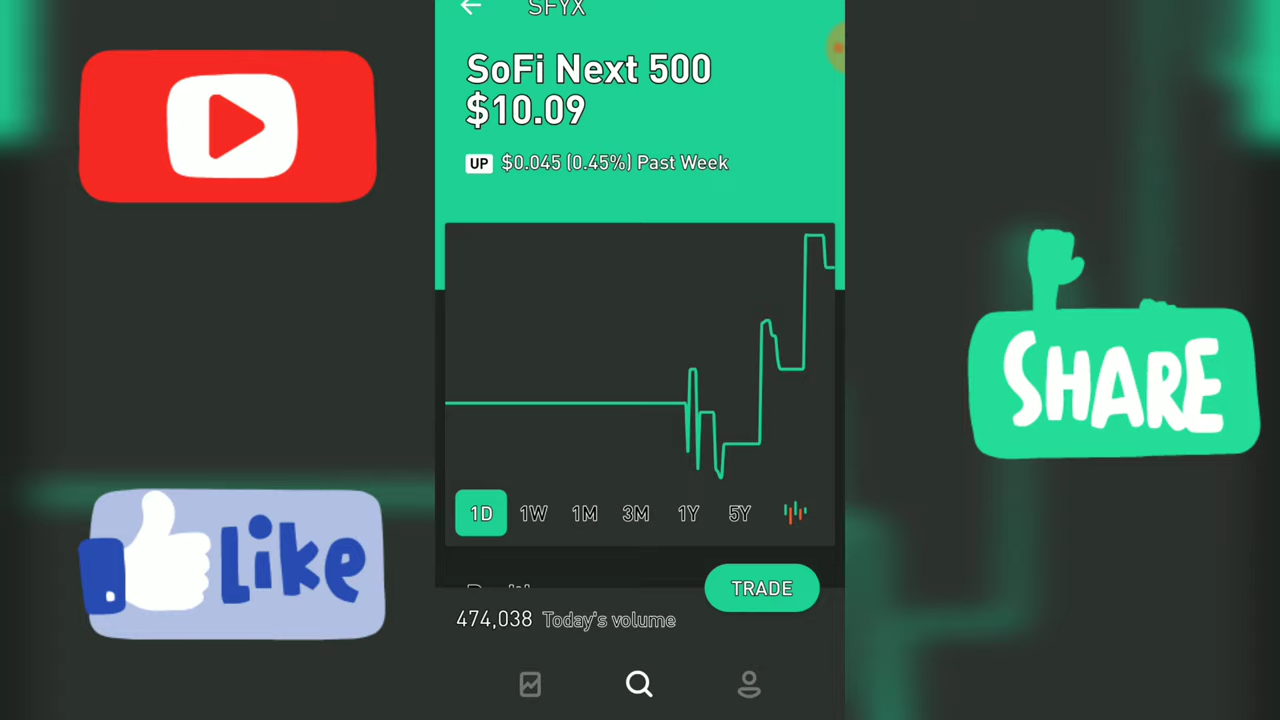 SFYX
SoFi Next 500
$10.09
UP $0.045 (0.45%) Past Week
1D 1W 1M 3M 1Y 5Y
TRADE
474,038 Today's volume
Like
SHARE